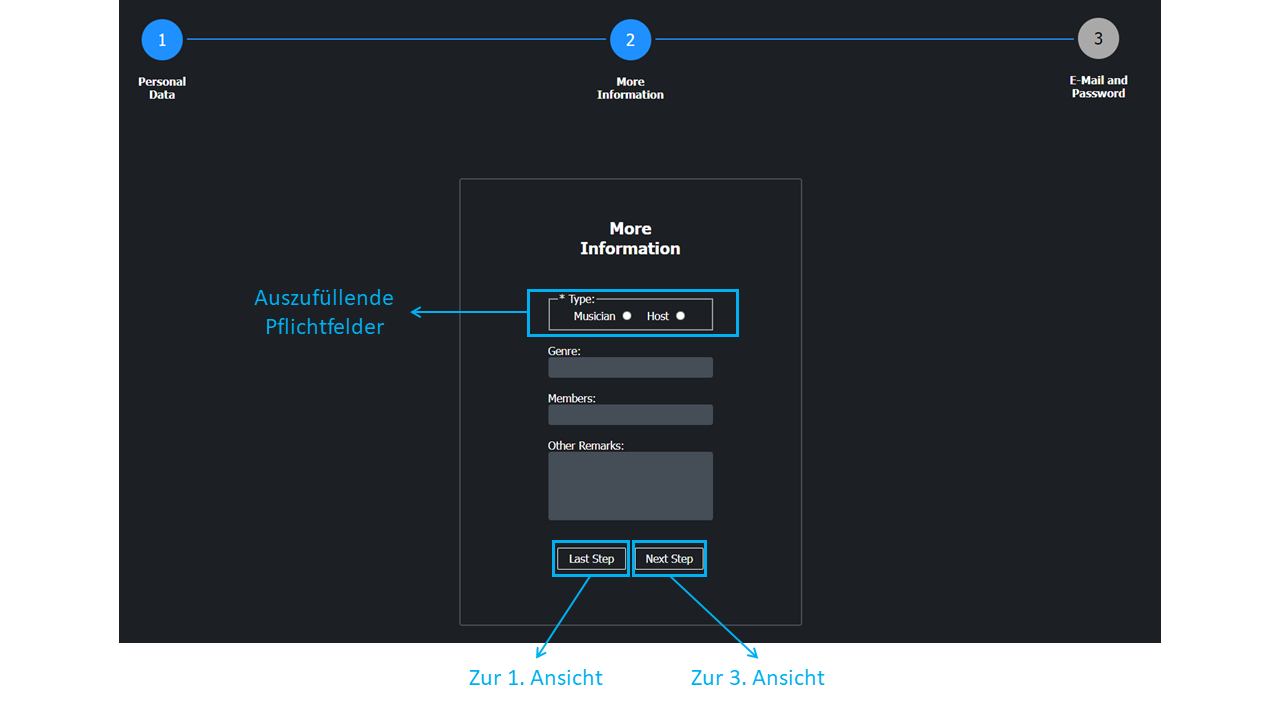 1
2
3
Personal
Data
More
Information
E-Mail and
Password
More
Information
Auszufüllende
Pflichtfelder
* Type:
Musician Host
Genre:
Members:
Other Remarks:
Last Step Next Step
Zur 1. Ansicht Zur 3. Ansicht